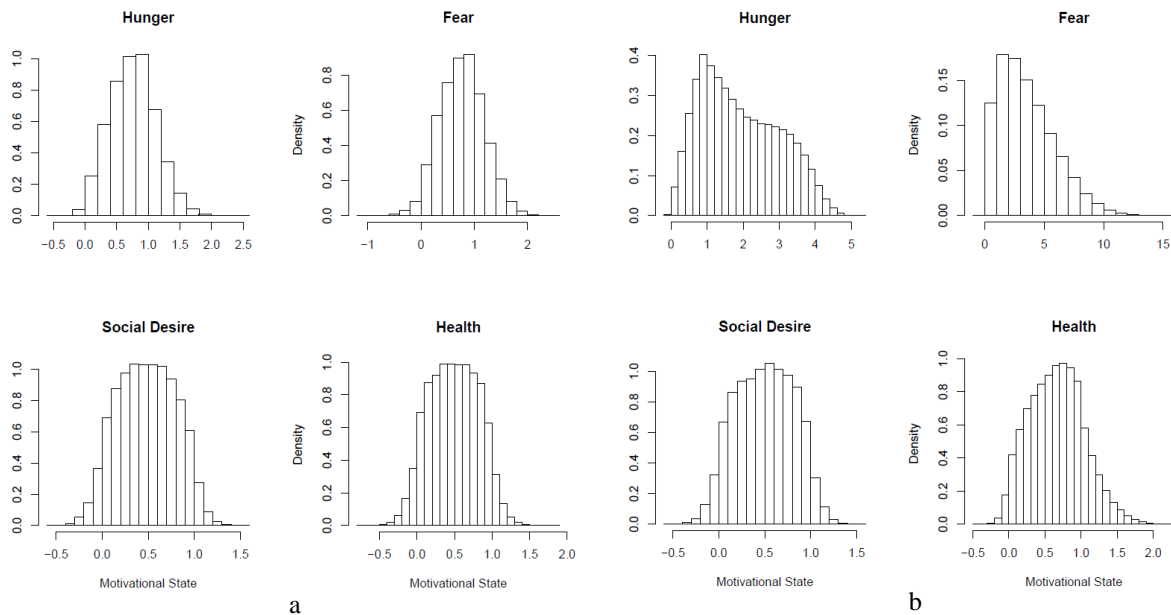 Hunger
Fear
Hunger
Fear
0.0 0.2 0.4 0.6 0.8 1.0
−0.5 0.0 0.5 1.0 1.5 2.0 2.5
Density
0.0 0.2 0.4 0.6 0.8
−1 0 1 2
0.0 0.1 0.2 0.3 0.4
0 1 2 3 4 5
Density
0.00 0.05 0.10 0.15
0 5 10 15
Social Desire
Health
Social Desire
Health
0.0 0.2 0.4 0.6 0.8 1.0
−0.5 0.0 0.5 1.0 1.5
Motivational State
Density
0.0 0.2 0.4 0.6 0.8 1.0
−0.5 0.0 0.5 1.0 1.5 2.0
Motivational State
0.0 0.2 0.4 0.6 0.8 1.0
−0.5 0.0 0.5 1.0 1.5
Motivational State
Density
0.0 0.2 0.4 0.6 0.8 1.0
−0.5 0.0 0.5 1.0 1.5 2.0
Motivational State
a
b